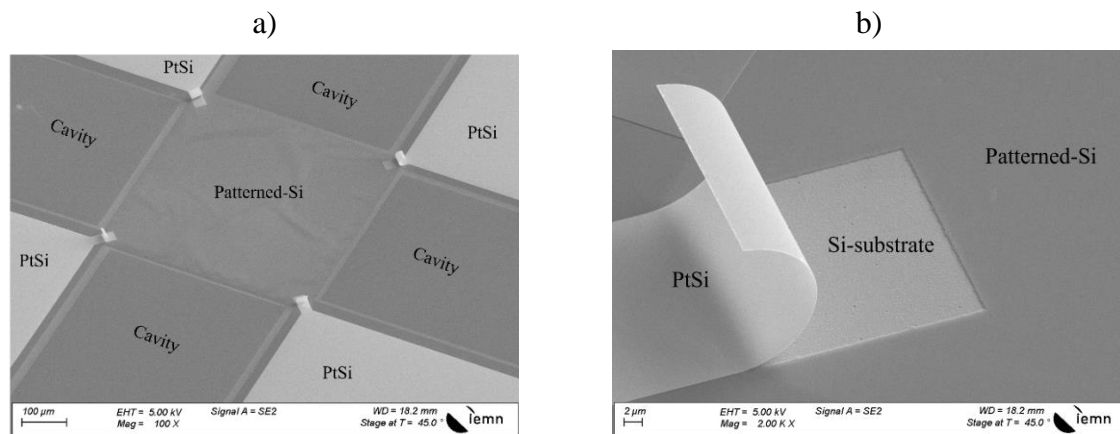 a)
b)
PtSi
Cavity
Cavity
PtSi
Patterned-Si
PtSi
Cavity
Cavity
PtSi
100 µm
EHT = 5.00 kV
Mag = 100 X
Signal A = SE2
WD = 18.2 mm
Stage at T = 45.0 °
iemn
Patterned-Si
Si-substrate
PtSi
2 µm
EHT = 5.00 kV
Mag = 2.00 K X
Signal A = SE2
WD = 18.2 mm
Stage at T = 45.0 °
iemn